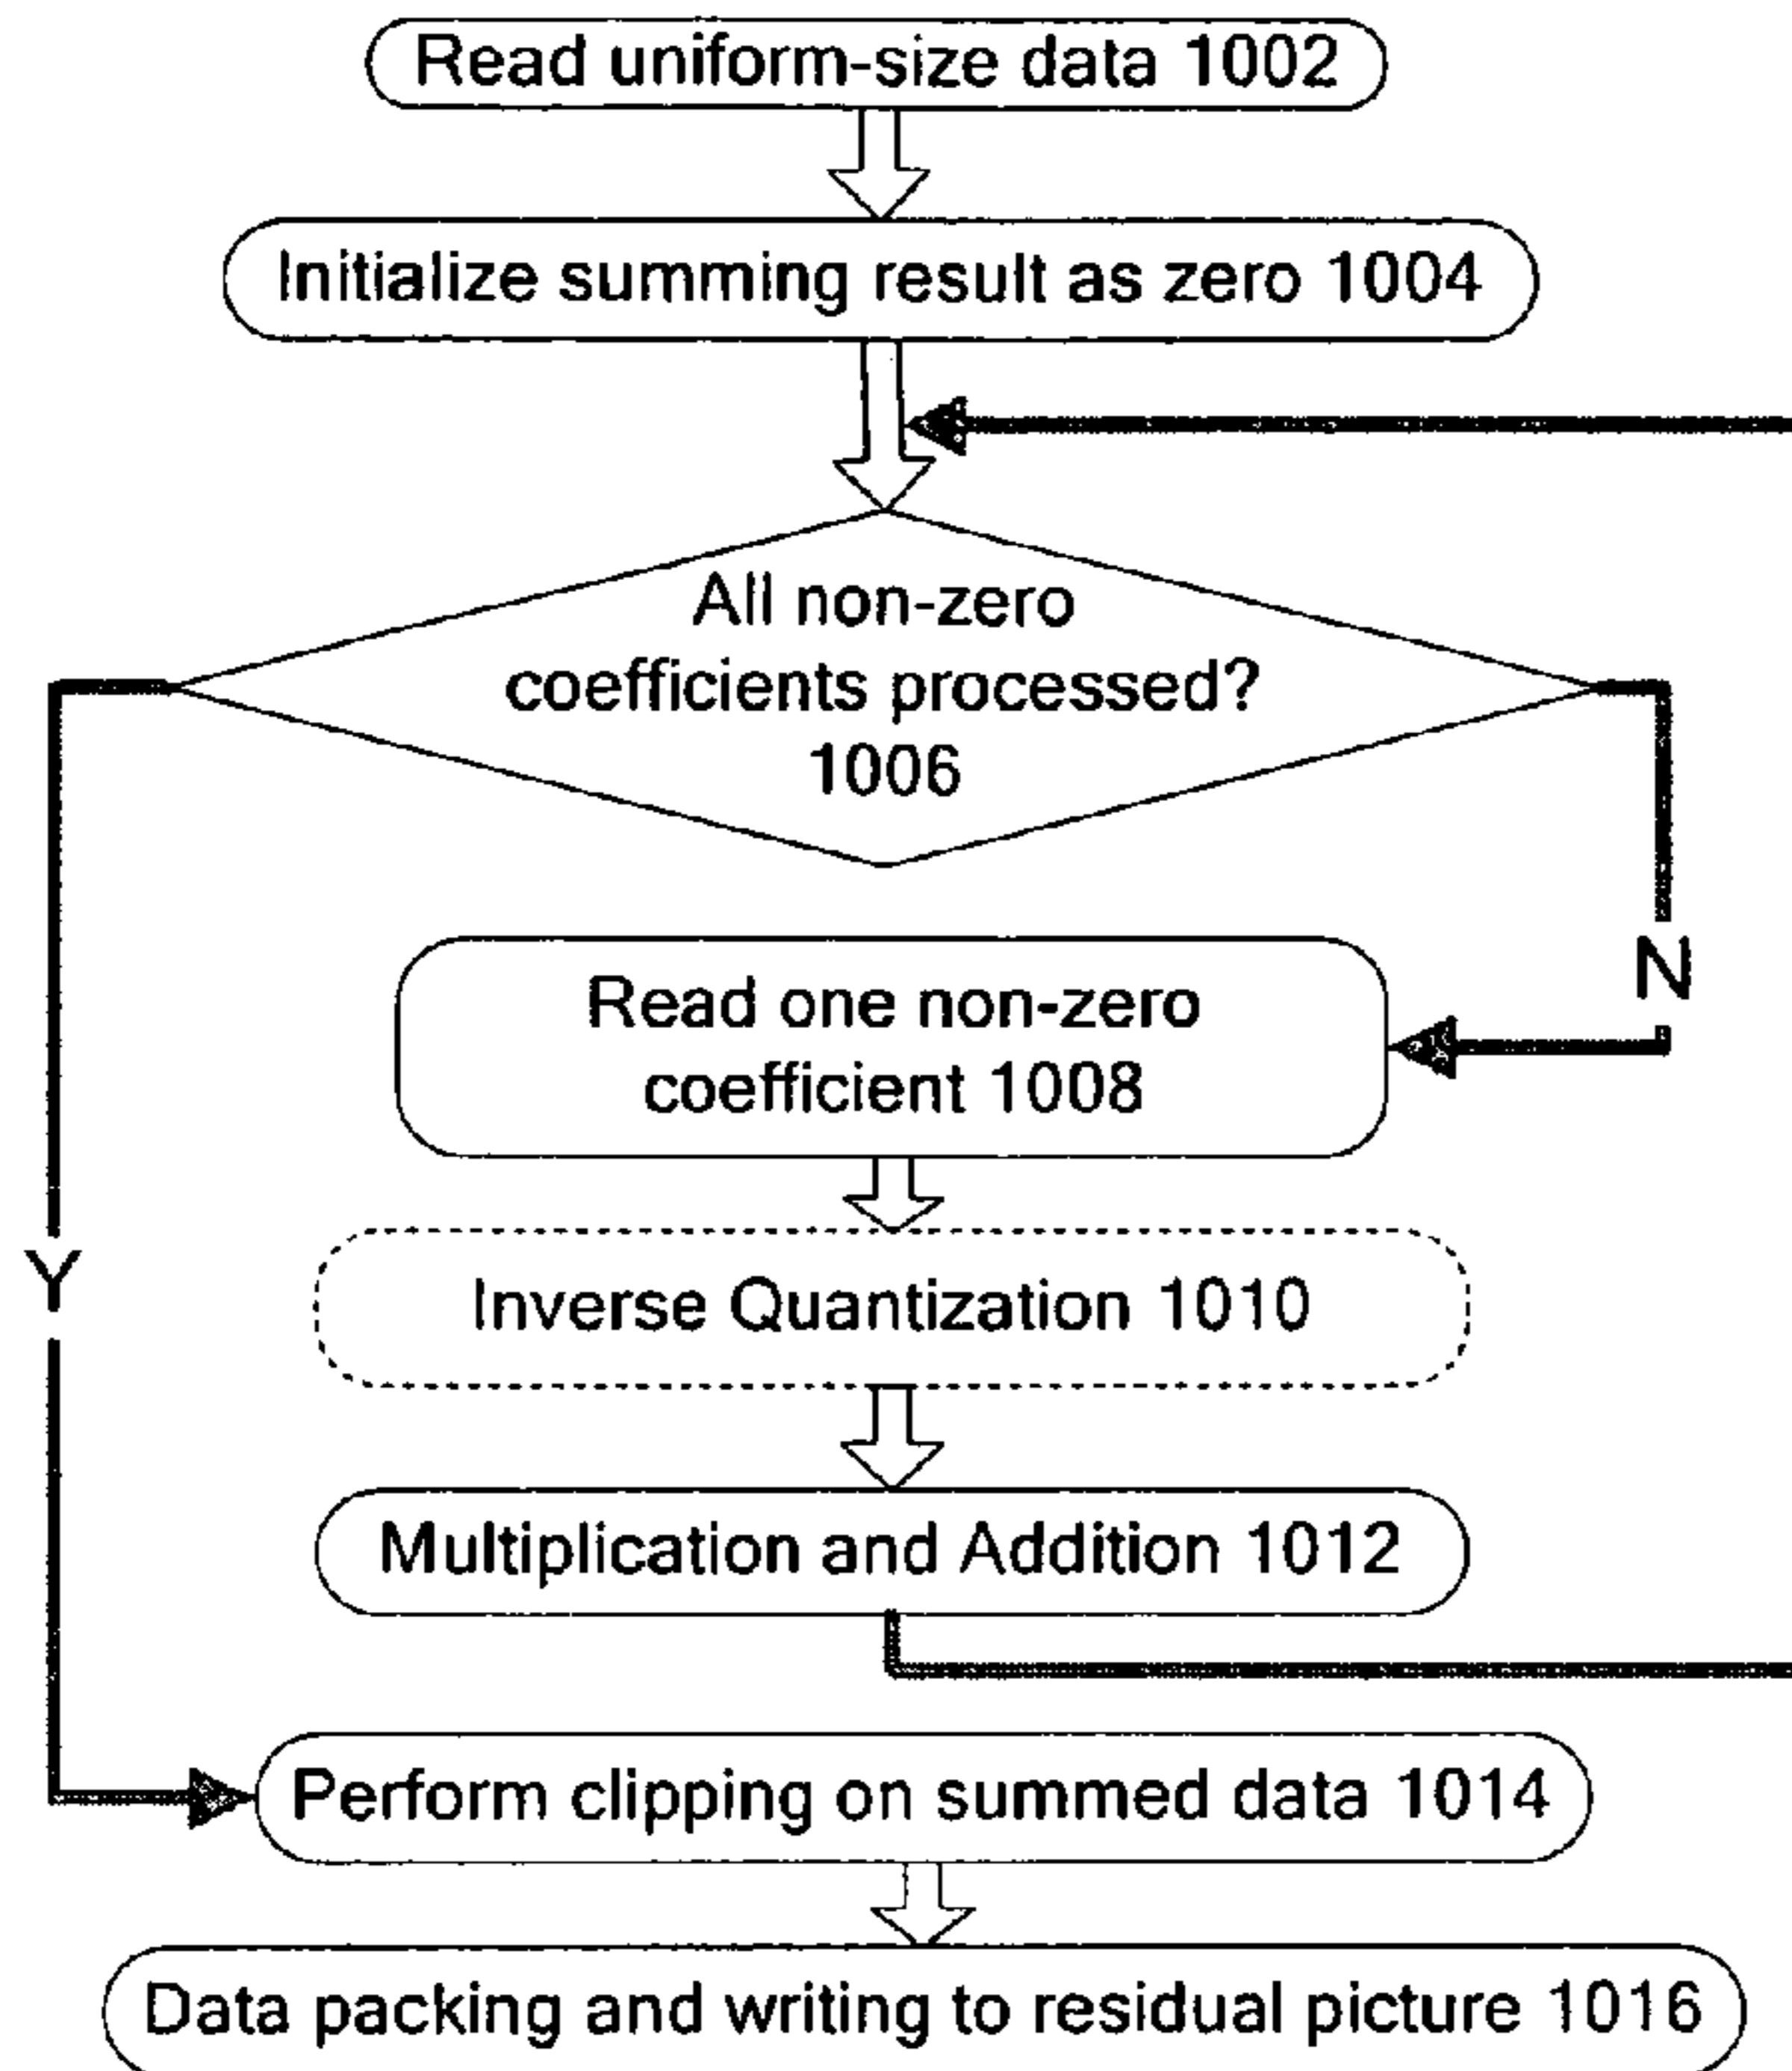 Read uniform-size data 1002
Initialize summing result as zero 1004
All non-zero
coefficients processed?
1006
N
Read one non-zero
coefficient 1008
Y
Inverse Quantization 1010
Multiplication and Addition 1012
Perform clipping on summed data 1014
Data packing and writing to residual picture 1016